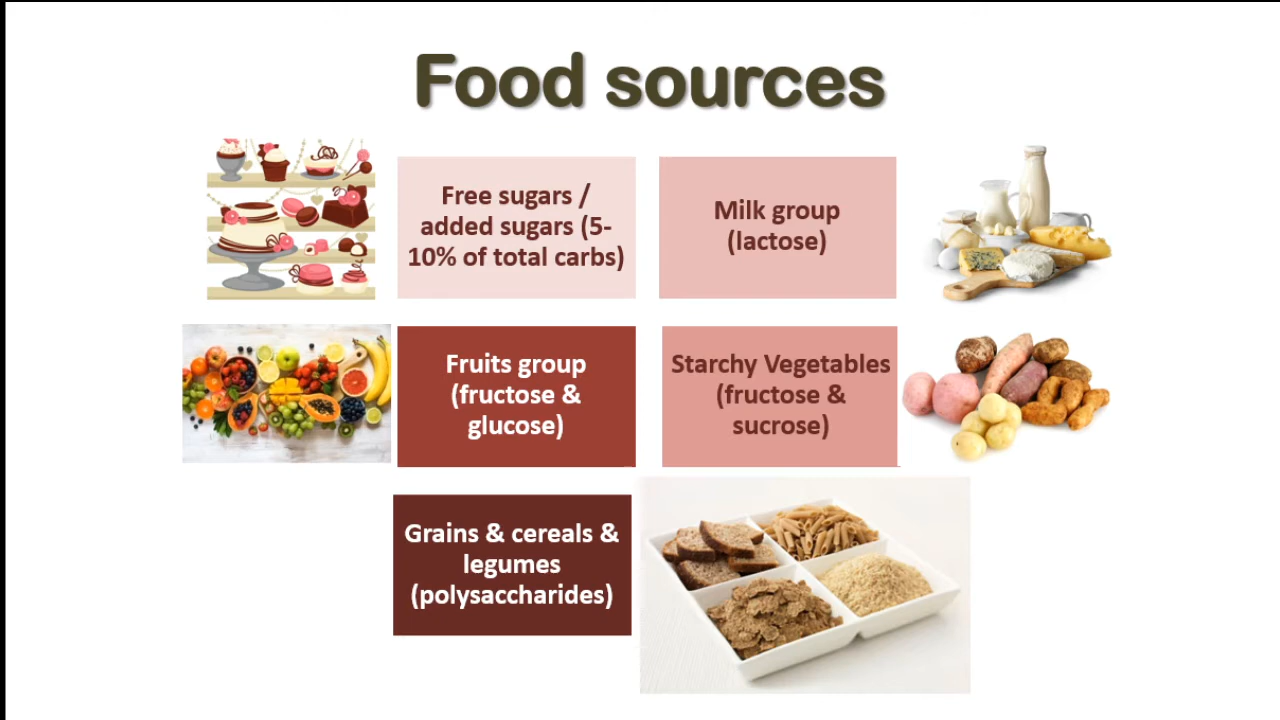 Food sources
Free sugars /
added sugars (5-
10% of total carbs)
Milk group
(lactose)
Fruits group
(fructose &
glucose)
Starchy Vegetables
(fructose &
sucrose)
Grains & cereals &
legumes
(polysaccharides)